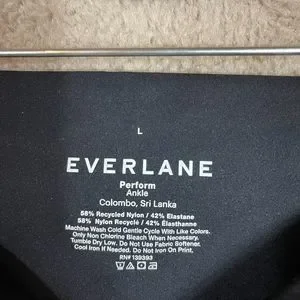 L
EVERLANE
Perform
Ankle
Colombo, Sri Lanka
58% Recycled Nylon / 42% Elastane
58% Nylon Recyclé / 42% Élasthanne
Machine Wash Cold Gentle Cycle With Like Colors.
Only Non Chlorine Bleach When Necessary.
Tumble Dry Low. Do Not Use Fabric Softener.
Cool Iron If Needed. Do Not Iron On Print.
RN# 139393